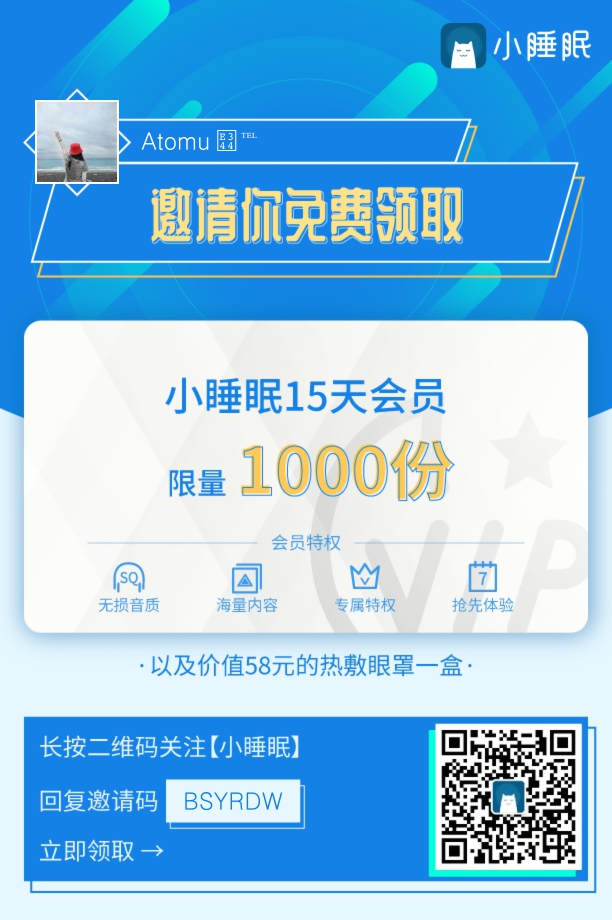 小睡眠
Atomu TEL
邀请你免费领取
小睡眠15天会员
限量 1000份
会员特权
SQ
7
无损音质 海量内容 专属特权 抢先体验
VIP
·以及价值58元的热敷眼罩一盒·
长按二维码关注【小睡眠】
回复邀请码 BSYRDW
立即领取 →